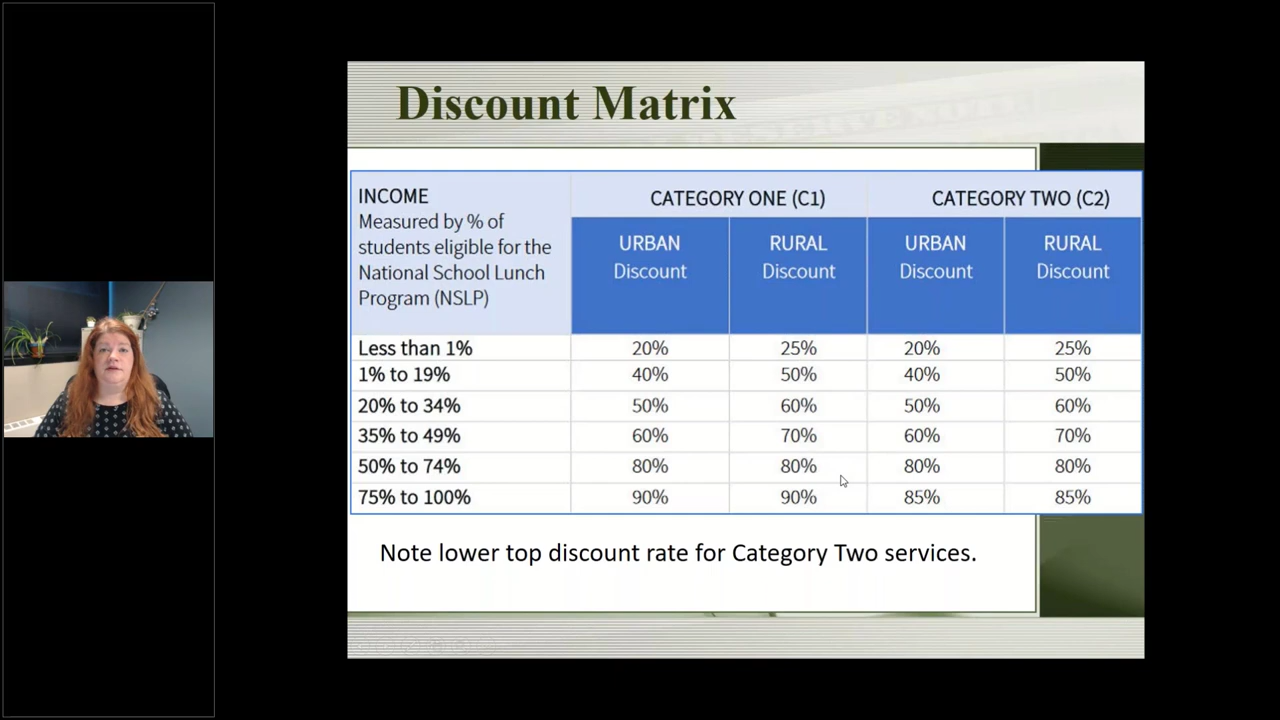 Discount Matrix
INCOME
Measured by % of
students eligible for the
National School Lunch
Program (NSLP)
CATEGORY ONE (C1) CATEGORY TWO (C2)
URBAN RURAL URBAN RURAL
Discount Discount Discount Discount
Less than 1% 20% 25% 20% 25%
1% to 19% 40% 50% 40% 50%
20% to 34% 50% 60% 50% 60%
35% to 49% 60% 70% 60% 70%
50% to 74% 80% 80% 80% 80%
75% to 100% 90% 90% 85% 85%
Note lower top discount rate for Category Two services.